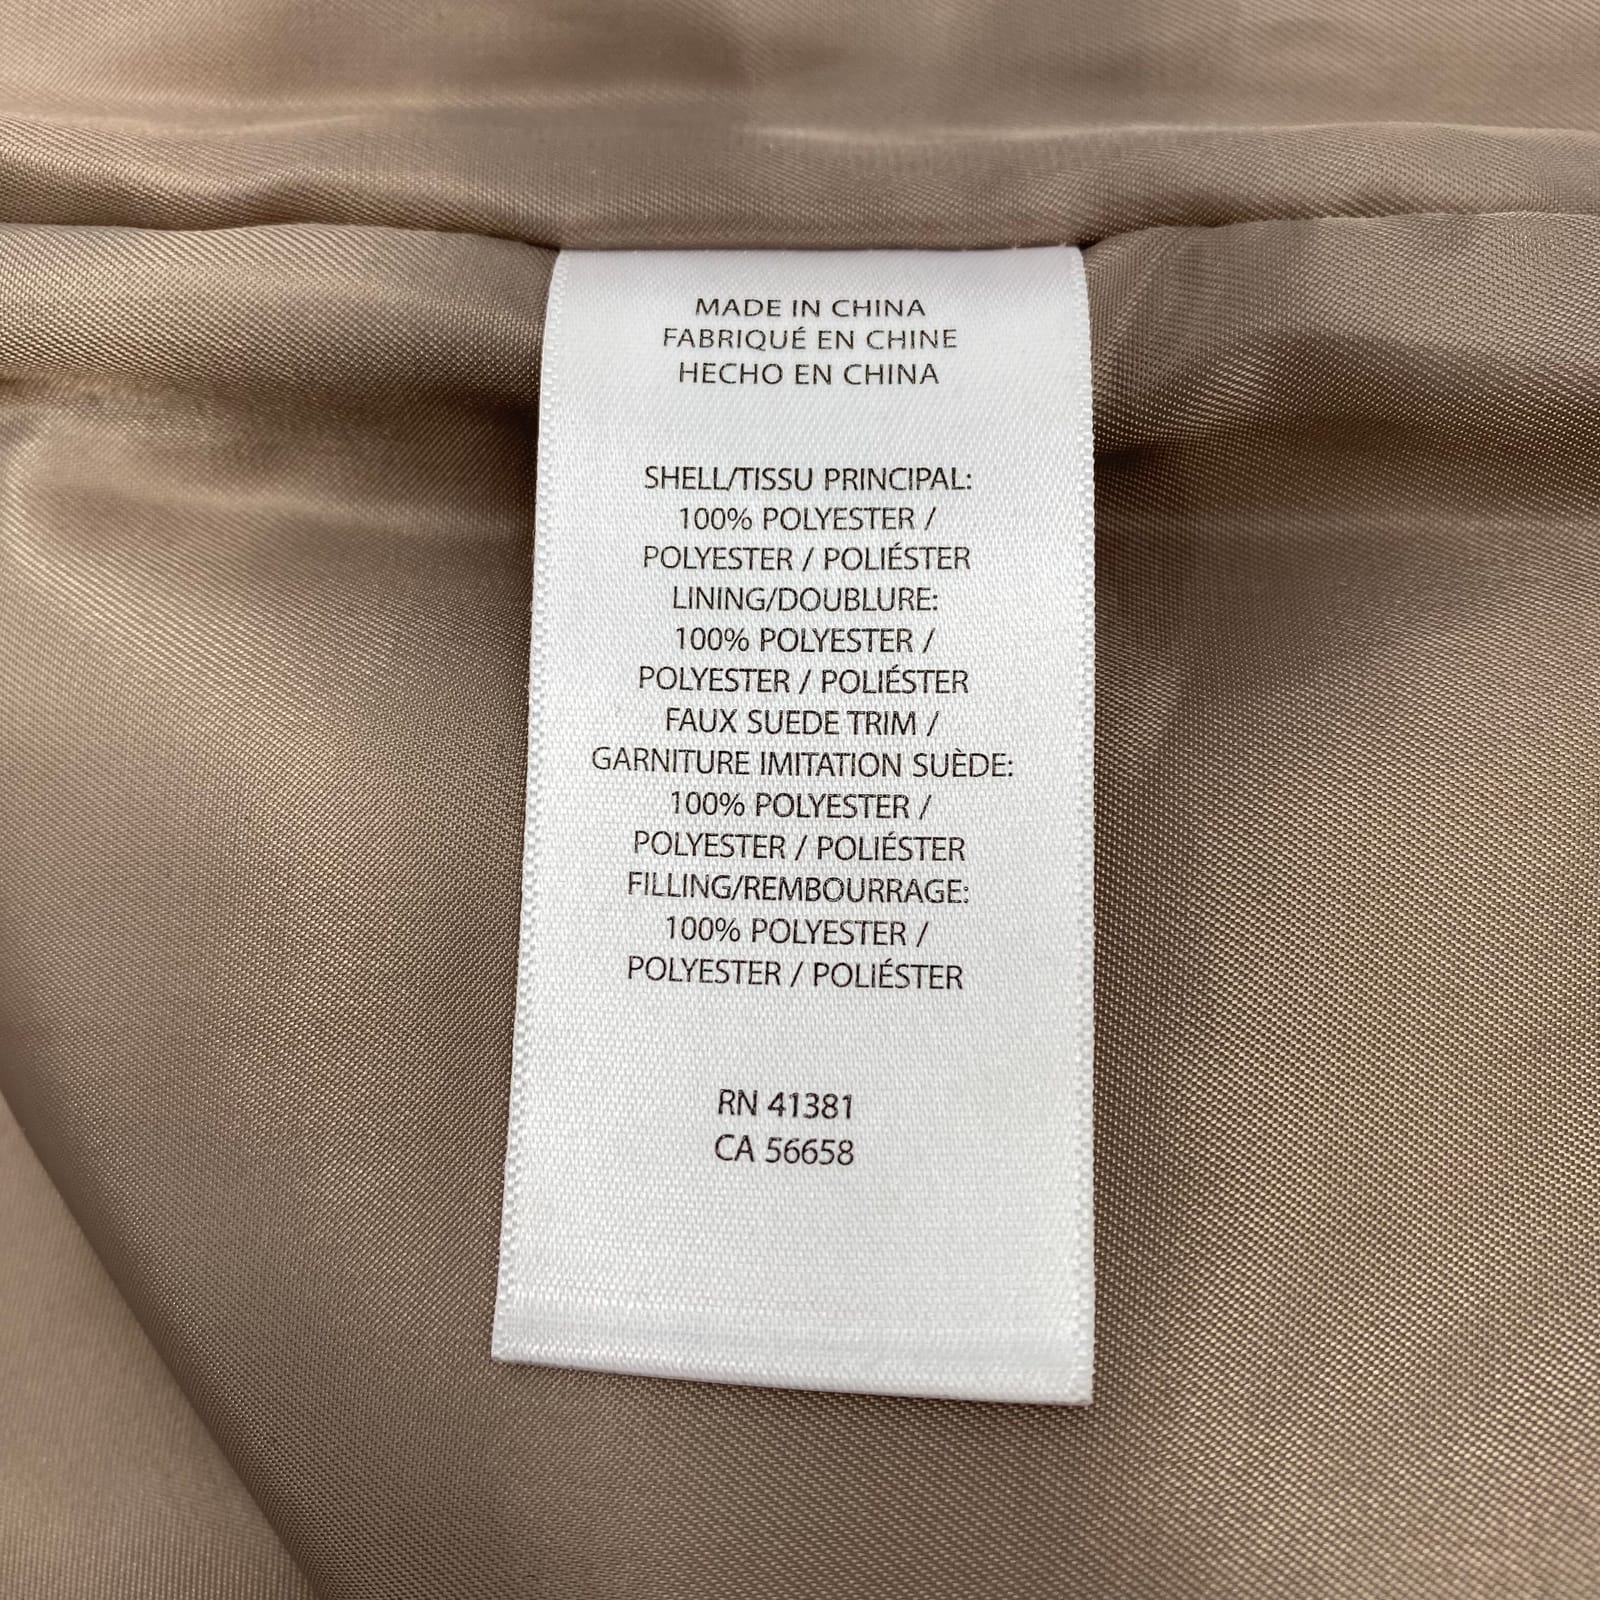 MADE IN CHINA
FABRIQUÉ EN CHINE
HECHO EN CHINA
SHELL/TISSU PRINCIPAL:
100% POLYESTER /
POLYESTER / POLIÉSTER
LINING/DOUBLURE:
100% POLYESTER /
POLYESTER / POLIÉSTER
FAUX SUEDE TRIM /
GARNITURE IMITATION SUÈDE:
100% POLYESTER /
POLYESTER / POLIÉSTER
FILLING/REMBOURRAGE:
100% POLYESTER /
POLYESTER / POLIÉSTER
RN 41381
CA 56658